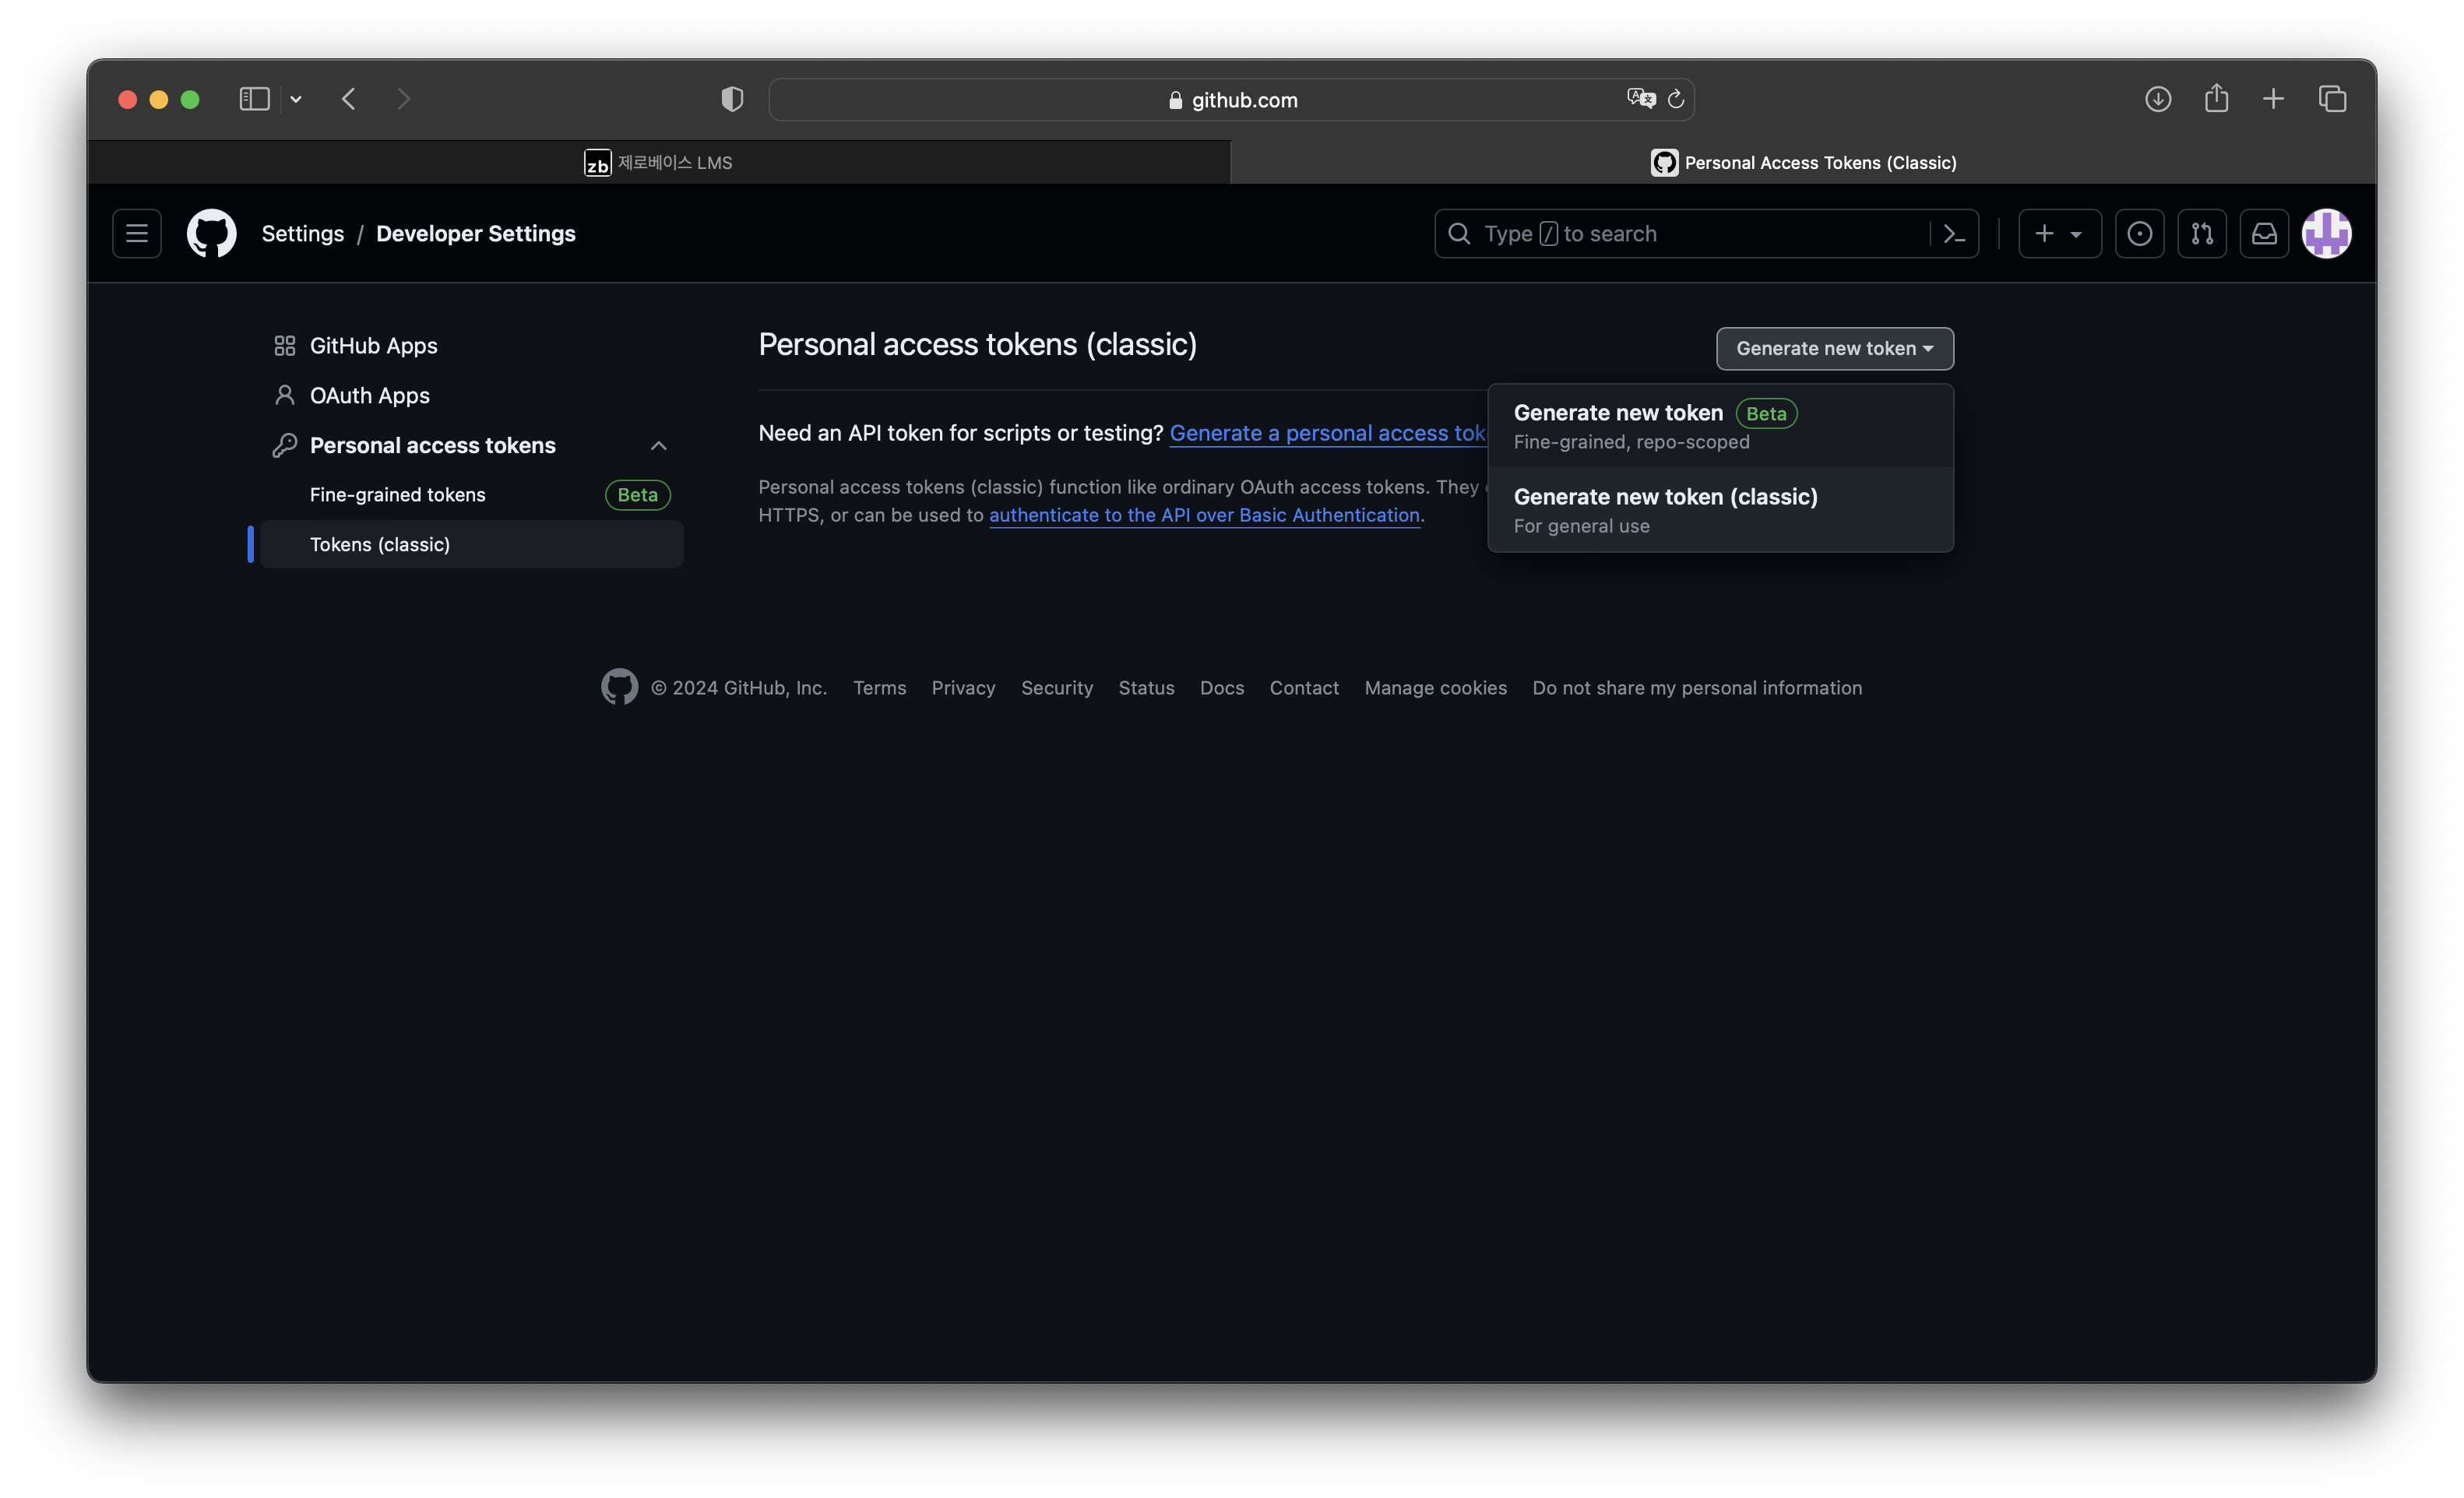 github.com
zb 제로베이스 LMS
Personal Access Tokens (Classic)
Settings / Developer Settings
Type / to search
GitHub Apps
OAuth Apps
Personal access tokens
Fine-grained tokens Beta
Tokens (classic)
Personal access tokens (classic)
Generate new token
Need an API token for scripts or testing? Generate a personal access
Personal access tokens (classic) function like ordinary OAuth access tokens. They
HTTPS, or can be used to authenticate to the API over Basic Authentication.
Generate new token Beta
Fine-grained, repo-scoped
Generate new token (classic)
For general use
© 2024 GitHub, Inc. Terms Privacy Security Status Docs Contact Manage cookies Do not share my personal information